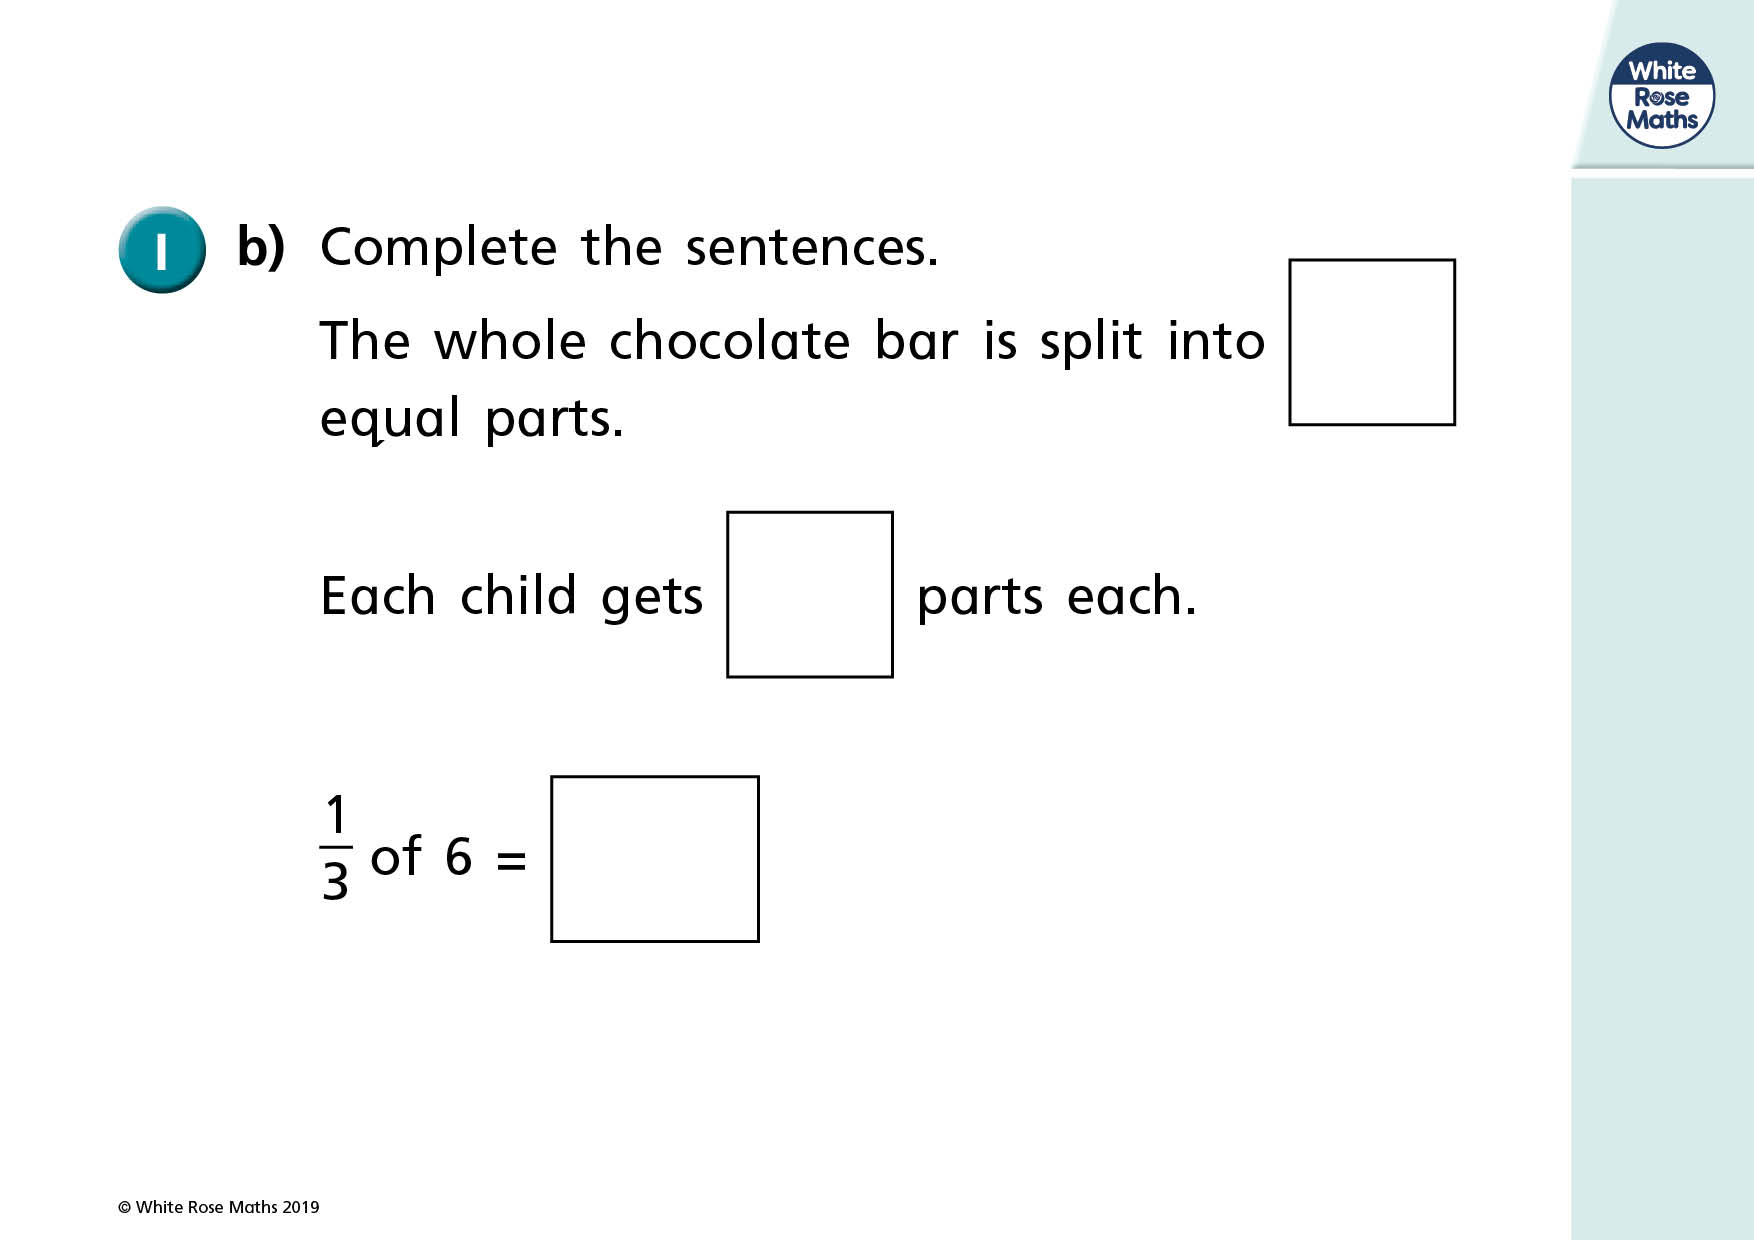 White
Rose
Maths
1 b) Complete the sentences.
The whole chocolate bar is split into
equal parts.
Each child gets parts each.
1/3 of 6 =
© White Rose Maths 2019